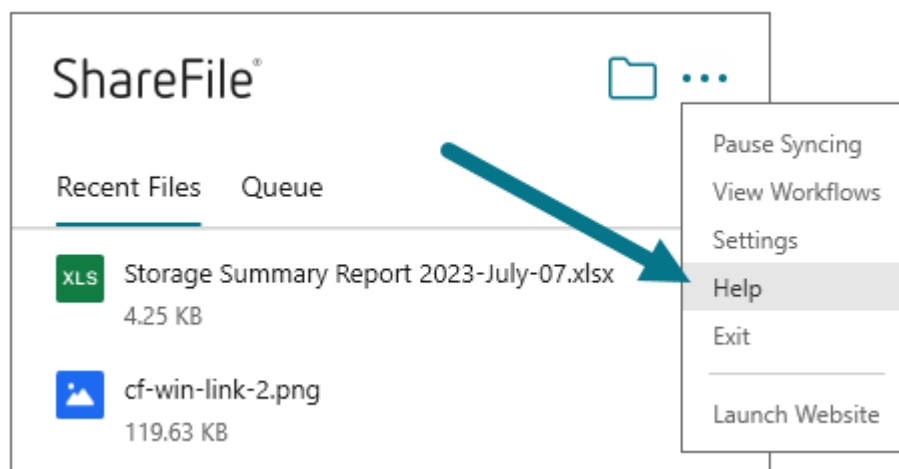 ShareFile®
Recent Files Queue
XLS Storage Summary Report 2023-July-07.xlsx
4.25 KB
cf-win-link-2.png
119.63 KB
Pause Syncing
View Workflows
Settings
Help
Exit
Launch Website